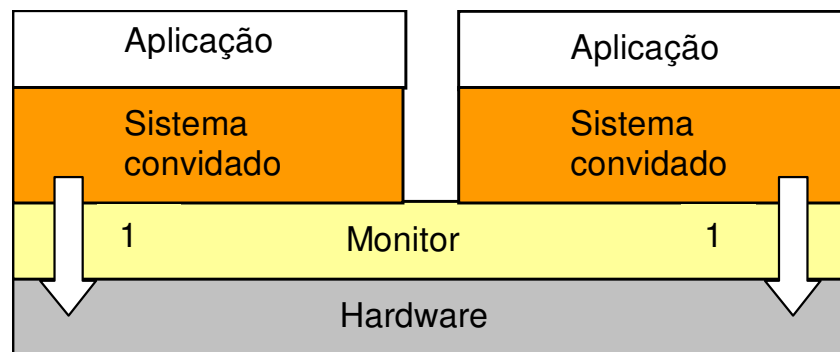 Aplicação
Aplicação
Sistema
convidado
Sistema
convidado
1
Monitor
1
Hardware